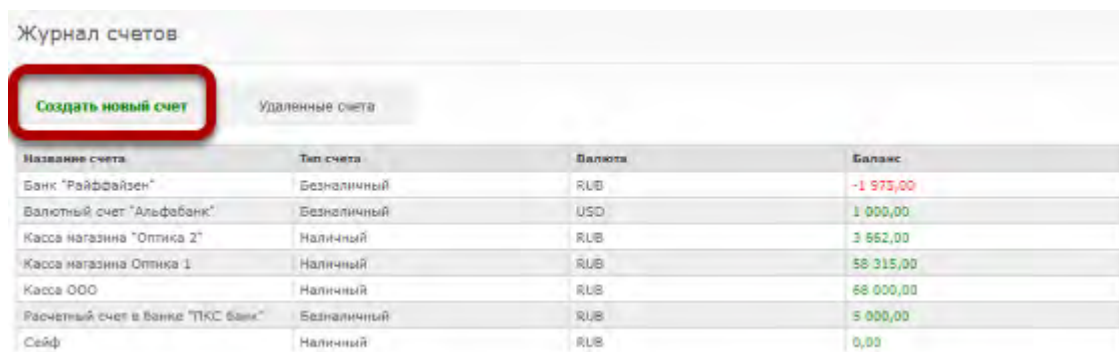 Журнал счетов
Создать новый счет Удаленные счета
Название счета Тип счета Валюта Баланс
Банк "Райффайзен" Безналичный RUB -1 975,00
Валютный счет "Альфабанк" Безналичный USD 1 000,00
Касса магазина "Оптика 2" Наличный RUB 3 662,00
Касса магазина Оптика 1 Наличный RUB 58 315,00
Касса ООО Наличный RUB 68 000,00
Расчетный счет в банке "ПКС банк" Безналичный RUB 5 000,00
Сейф Наличный RUB 0,00